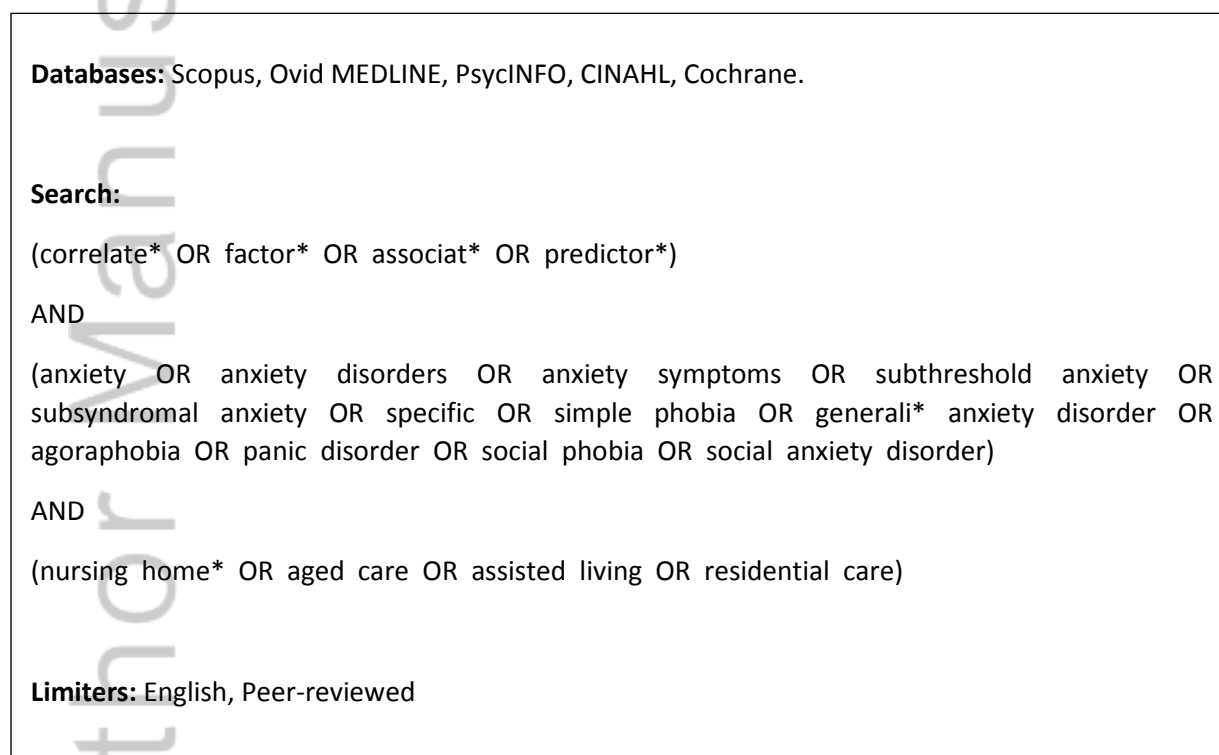 Databases: Scopus, Ovid MEDLINE, PsycINFO, CINAHL, Cochrane.
Search:
(correlate* OR factor* OR associat* OR predictor*)
AND
(anxiety OR anxiety disorders OR anxiety symptoms OR subthreshold anxiety OR
subsyndromal anxiety OR specific OR simple phobia OR generali* anxiety disorder OR
agoraphobia OR panic disorder OR social phobia OR social anxiety disorder)
AND
(nursing home* OR aged care OR assisted living OR residential care)
Limiters: English, Peer-reviewed